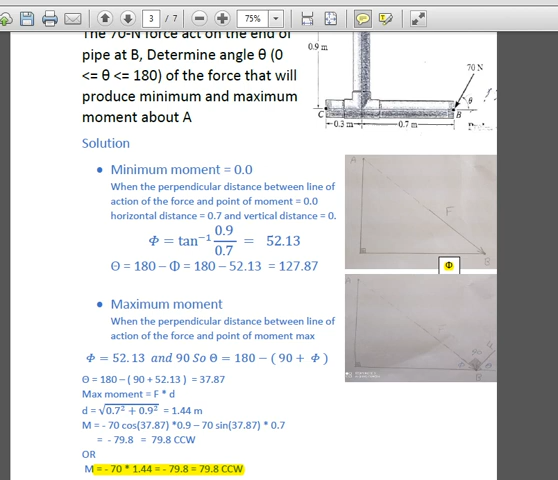 3 / 7
75%
The 70-N force act on the end of
pipe at B, Determine angle θ (0
<= θ <= 180) of the force that will
produce minimum and maximum
moment about A
0.9 m
70 N
θ
C
B
0.3 m
0.7 m
Solution
• Minimum moment = 0.0
When the perpendicular distance between line of
action of the force and point of moment = 0.0
horizontal distance = 0.7 and vertical distance = 0.
Φ = tan⁻¹ 0.9/0.7 = 52.13
Θ = 180 − Φ = 180 − 52.13 = 127.87
A
F
B
Φ
• Maximum moment
When the perpendicular distance between line of
action of the force and point of moment max
Φ = 52.13 and 90 So Θ = 180 − ( 90 + Φ )
Θ = 180 – ( 90 + 52.13 ) = 37.87
Max moment = F * d
d = √0.7² + 0.9² = 1.44 m
M = - 70 cos(37.87) *0.9 – 70 sin(37.87) * 0.7
= - 79.8 = 79.8 CCW
OR
M = - 70 * 1.44 = - 79.8 = 79.8 CCW